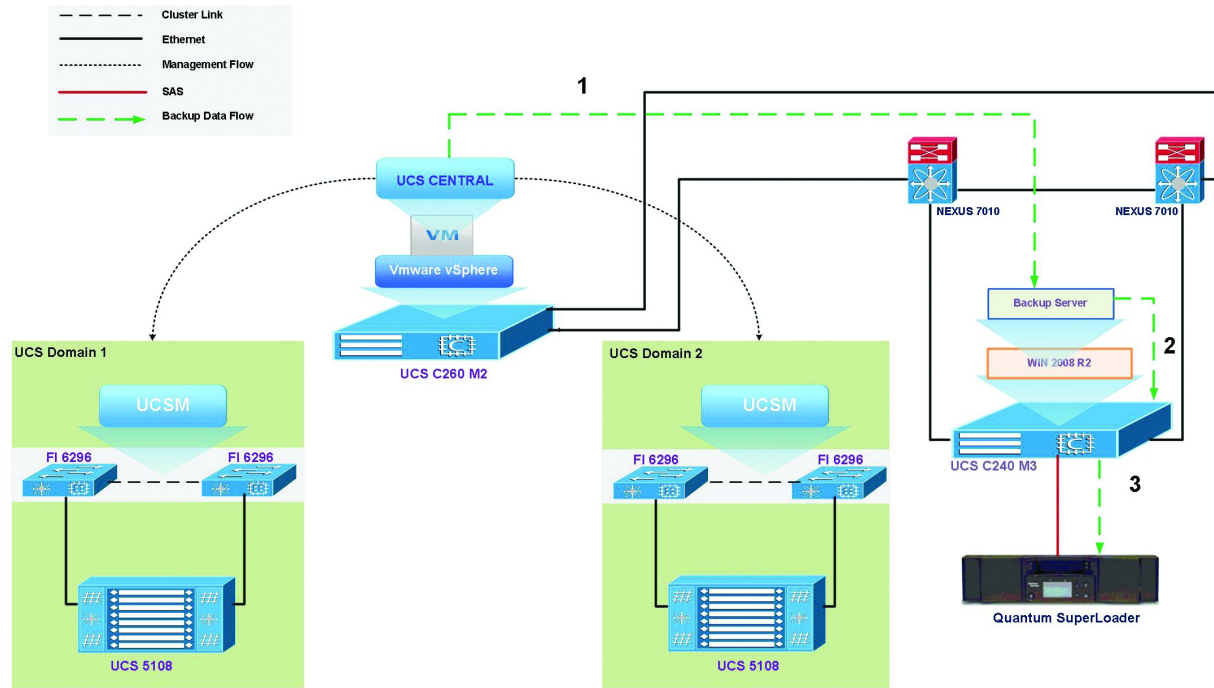 Cluster Link
Ethernet
Management Flow
SAS
Backup Data Flow
1
UCS CENTRAL
VM
Vmware vSphere
UCS C260 M2
NEXUS 7010
NEXUS 7010
Backup Server
2
WIN 2008 R2
UCS C240 M3
3
Quantum SuperLoader
UCS Domain 1
UCSM
FI 6296
FI 6296
UCS 5108
UCS Domain 2
UCSM
FI 6296
FI 6296
UCS 5108